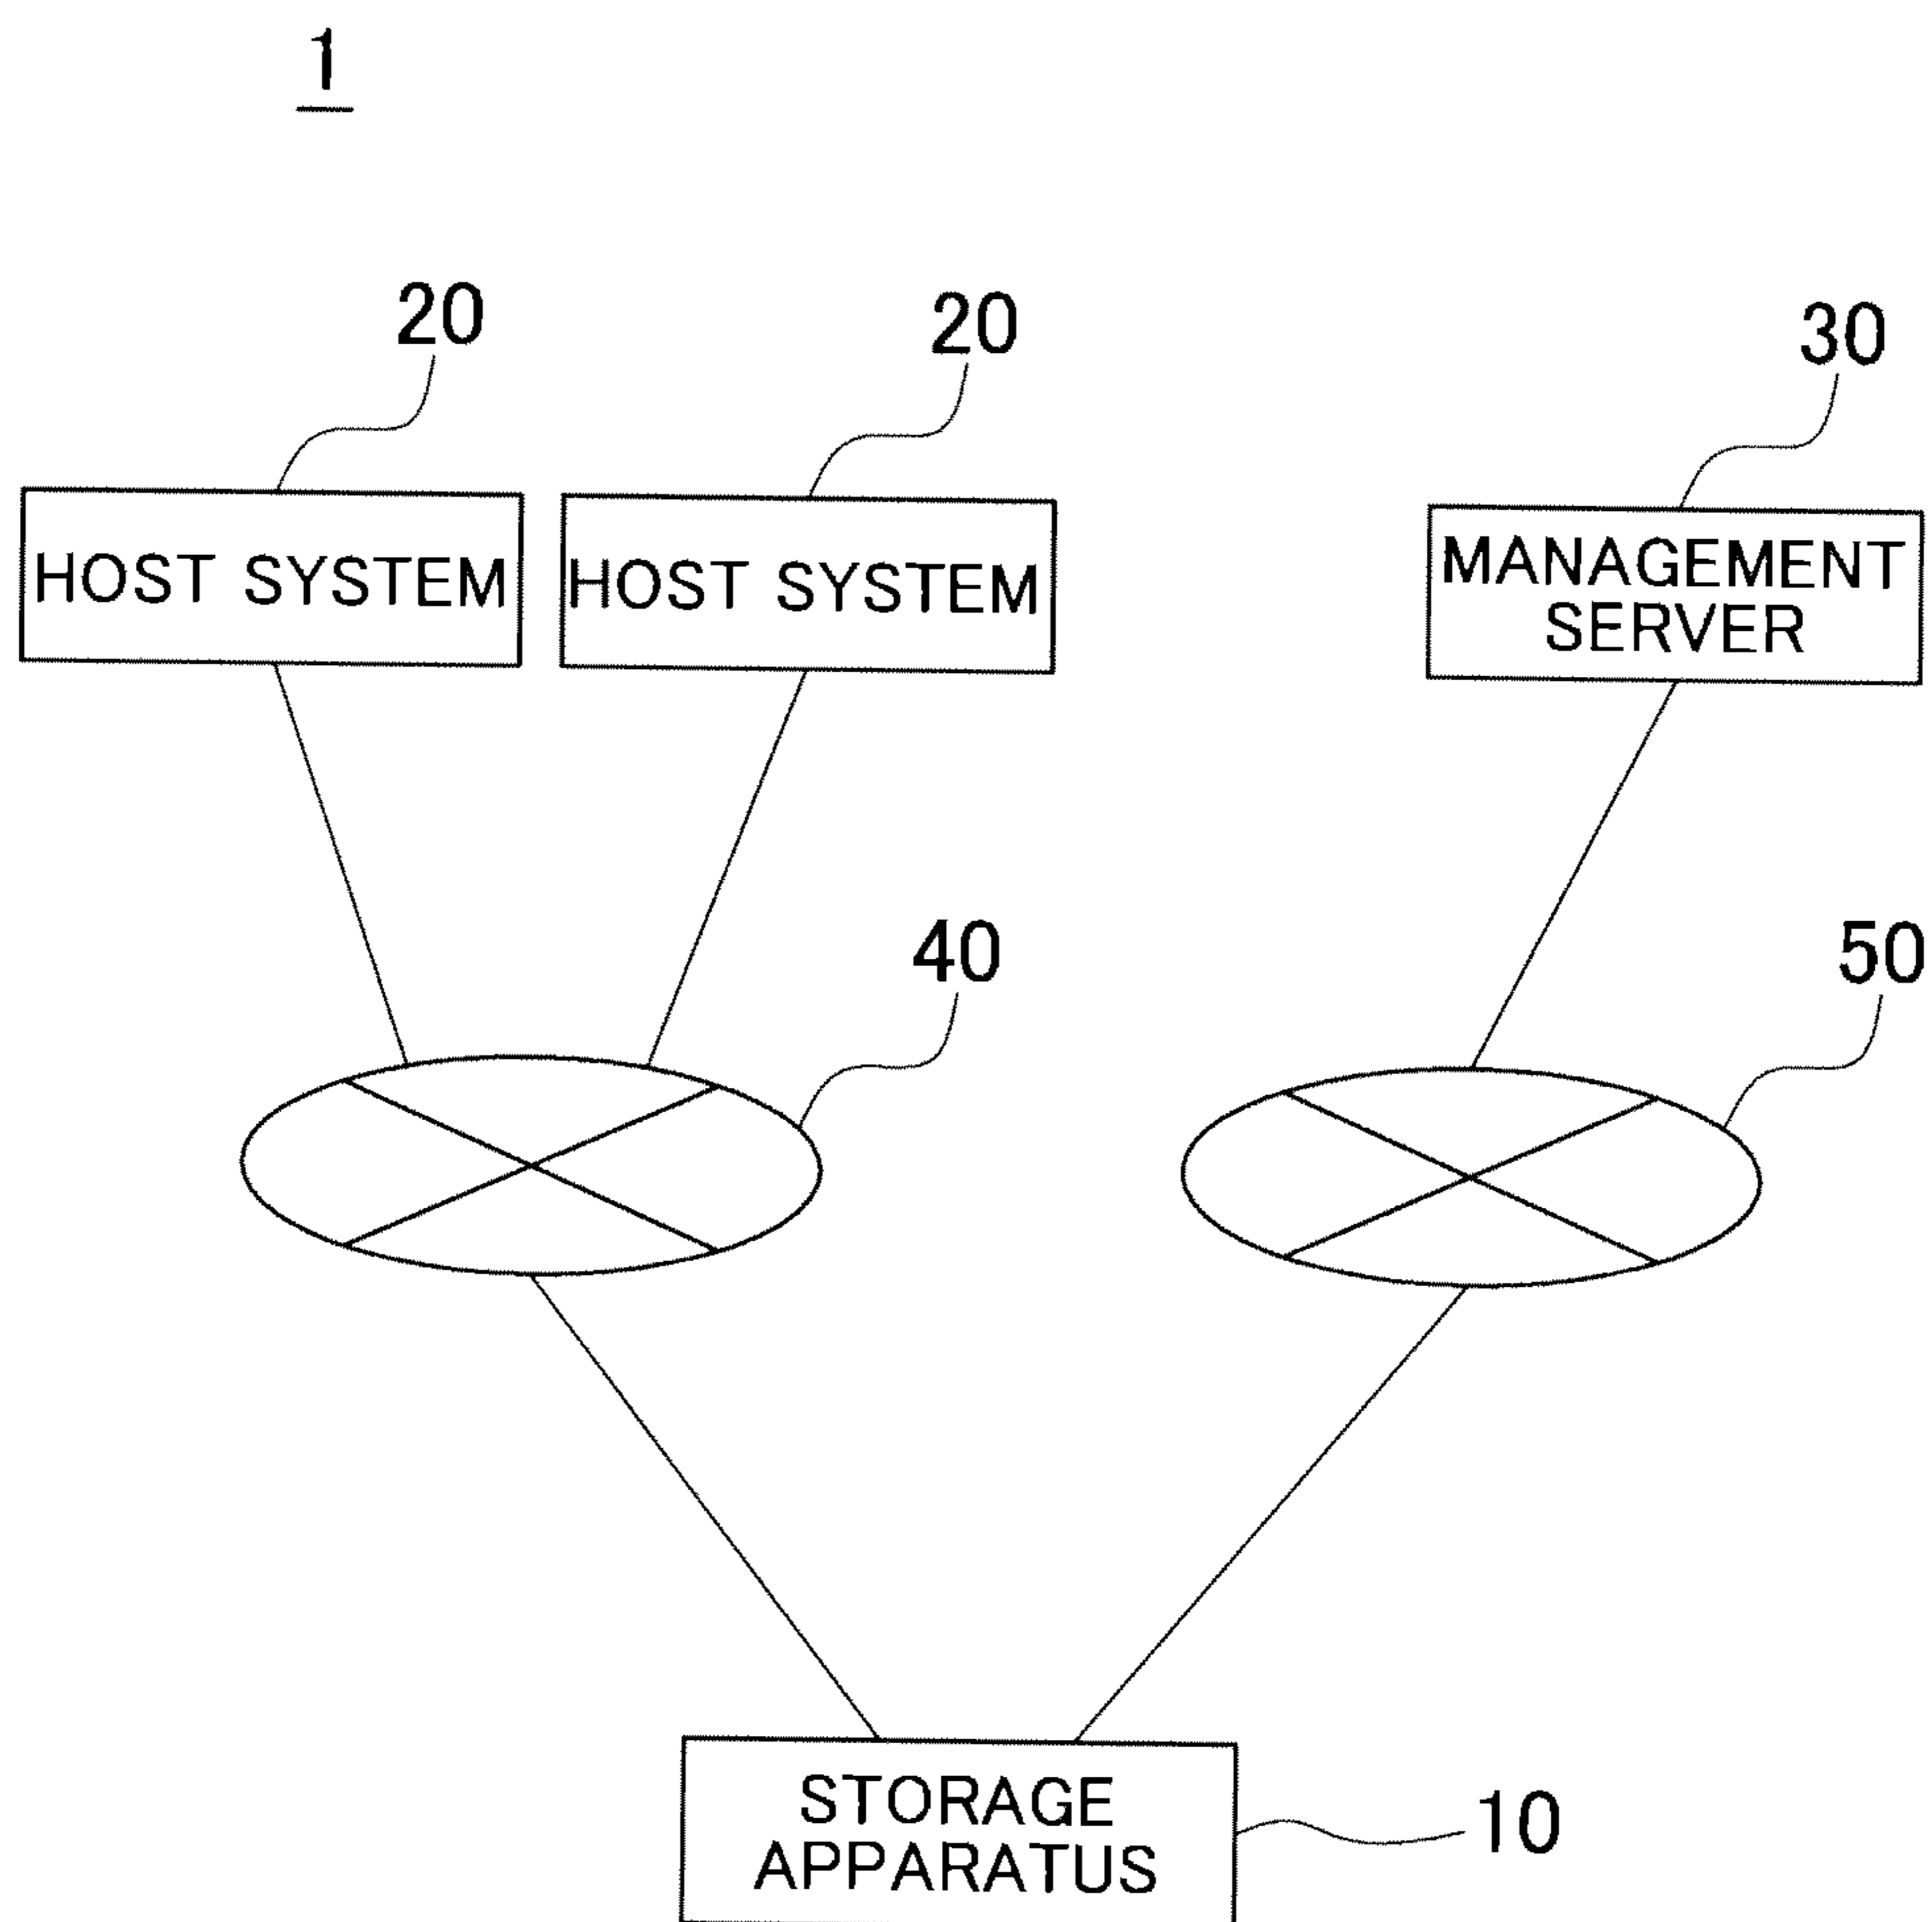 1
20
20
30
HOST SYSTEM
HOST SYSTEM
MANAGEMENT
SERVER
40
50
STORAGE
APPARATUS
10